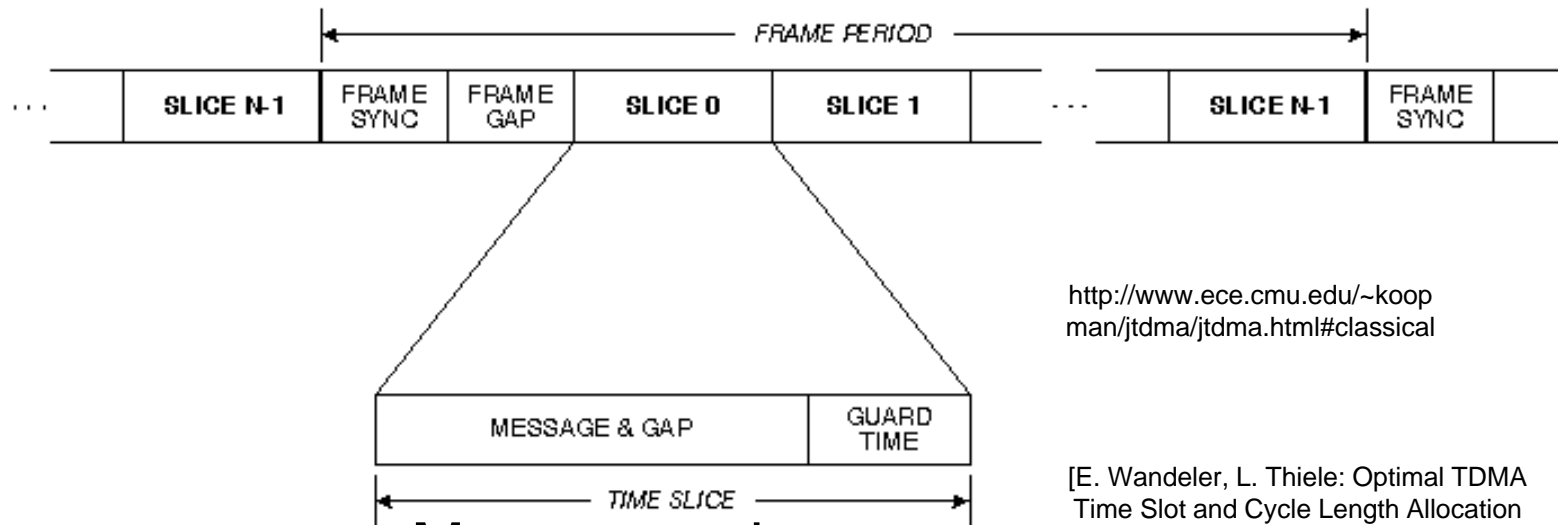 FRAME PERIOD
. . . SLICE N-1 FRAME SYNC FRAME GAP SLICE 0 SLICE 1 . . . SLICE N-1 FRAME SYNC
http://www.ece.cmu.edu/~koop
man/jtdma/jtdma.html#classical
MESSAGE & GAP GUARD TIME
TIME SLICE
[E. Wandeler, L. Thiele: Optimal TDMA
Time Slot and Cycle Length Allocation